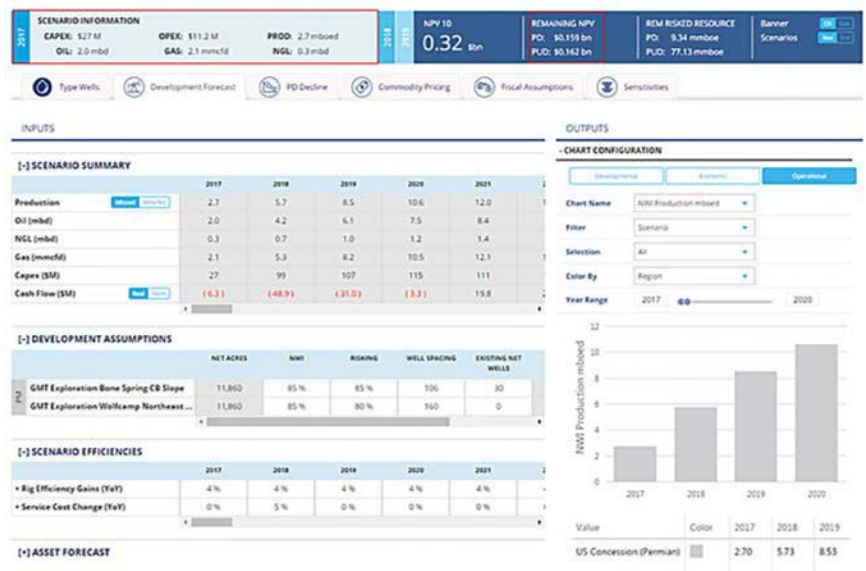 2017
SCENARIO INFORMATION
CAPEX: $27 M OPEX: $11.2 M PROD: 2.7 mboed
OIL: 2.0 mbd GAS: 2.1 mmcfd NGL: 0.3 mbd
2018
2019
NPV 10
0.32 $bn
REMAINING NPV
PD: $0.159 bn
PUD: $0.162 bn
REM RISKED RESOURCE
PD: 9.34 mmboe
PUD: 77.13 mmboe
Banner
Scenarios
Type Wells Development Forecast PD Decline Commodity Pricing Fiscal Assumptions Sensitivities
INPUTS
[-] SCENARIO SUMMARY
2017 2018 2019 2020 2021
Production Mboed 2.7 5.7 8.5 10.6 12.0
Oil (mbd) 2.0 4.2 6.1 7.5 8.4
NGL (mbd) 0.3 0.7 1.0 1.2 1.4
Gas (mmcfd) 2.1 5.3 8.2 10.5 12.1
Capex ($M) 27 99 107 115 111
Cash Flow ($M) Real (6.3) (48.9) (31.0) (3.3) 19.8
[-] DEVELOPMENT ASSUMPTIONS
NET ACRES NWI RISKING WELL SPACING EXISTING NET WELLS
PM
GMT Exploration Bone Spring CB Slope 11,860 85 % 85 % 106 30
GMT Exploration Wolfcamp Northeast ... 11,860 85 % 80 % 160 0
[-] SCENARIO EFFICIENCIES
2017 2018 2019 2020 2021
+ Rig Efficiency Gains (YoY) 4 % 4 % 4 % 4 % 4 %
+ Service Cost Change (YoY) 0 % 5 % 0 % 0 % 0 %
[+] ASSET FORECAST
OUTPUTS
- CHART CONFIGURATION
Developmental Economic Operational
Chart Name NWI Production mboed
Filter Scenario
Selection All
Color By Region
Year Range 2017 2020
NWI Production mboed
12
10
8
6
4
2
0
2017 2018 2019 2020
Value Color 2017 2018 2019
US Concession (Permian) 2.70 5.73 8.53